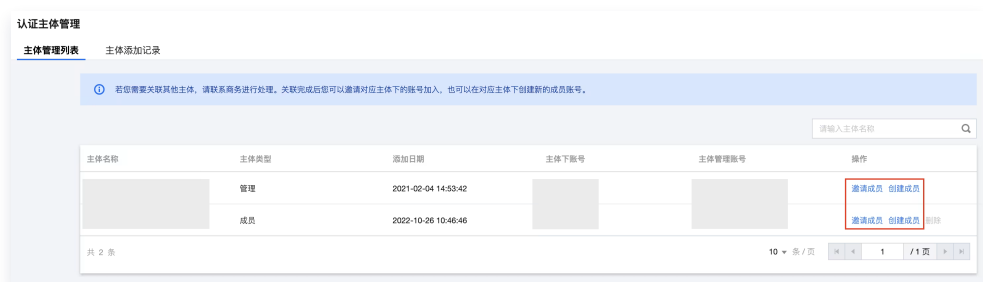 认证主体管理
主体管理列表 主体添加记录
若您需要关联其他主体，请联系商务进行处理。关联完成后您可以邀请对应主体下的账号加入，也可以在对应主体下创建新的成员账号。
请输入主体名称
主体名称 主体类型 添加日期 主体下账号 主体管理账号 操作
管理 2021-02-04 14:53:42 邀请成员 创建成员
成员 2022-10-26 10:46:46 邀请成员 创建成员 删除
共 2 条 10 条 / 页 1 / 1 页